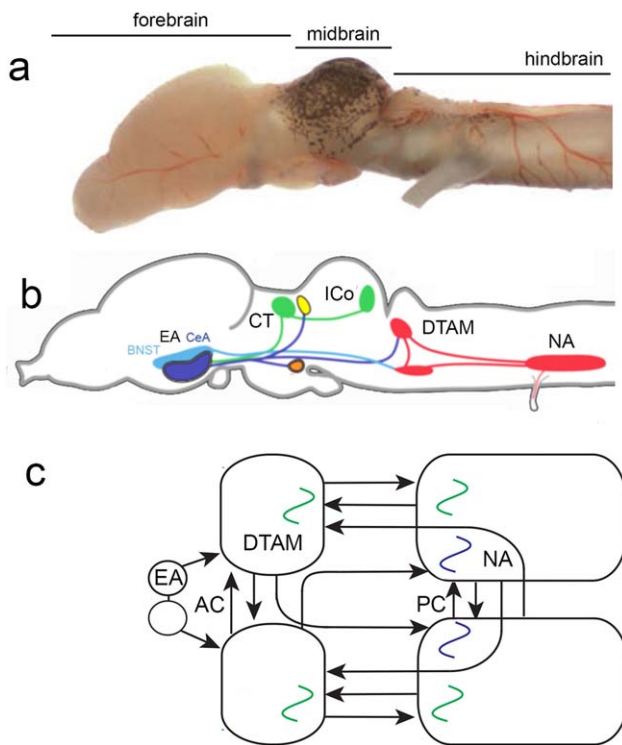 forebrain
midbrain
hindbrain
a
b
ICo
CT
EA CeA
BNST
DTAM
NA
c
DTAM
NA
EA
AC
PC